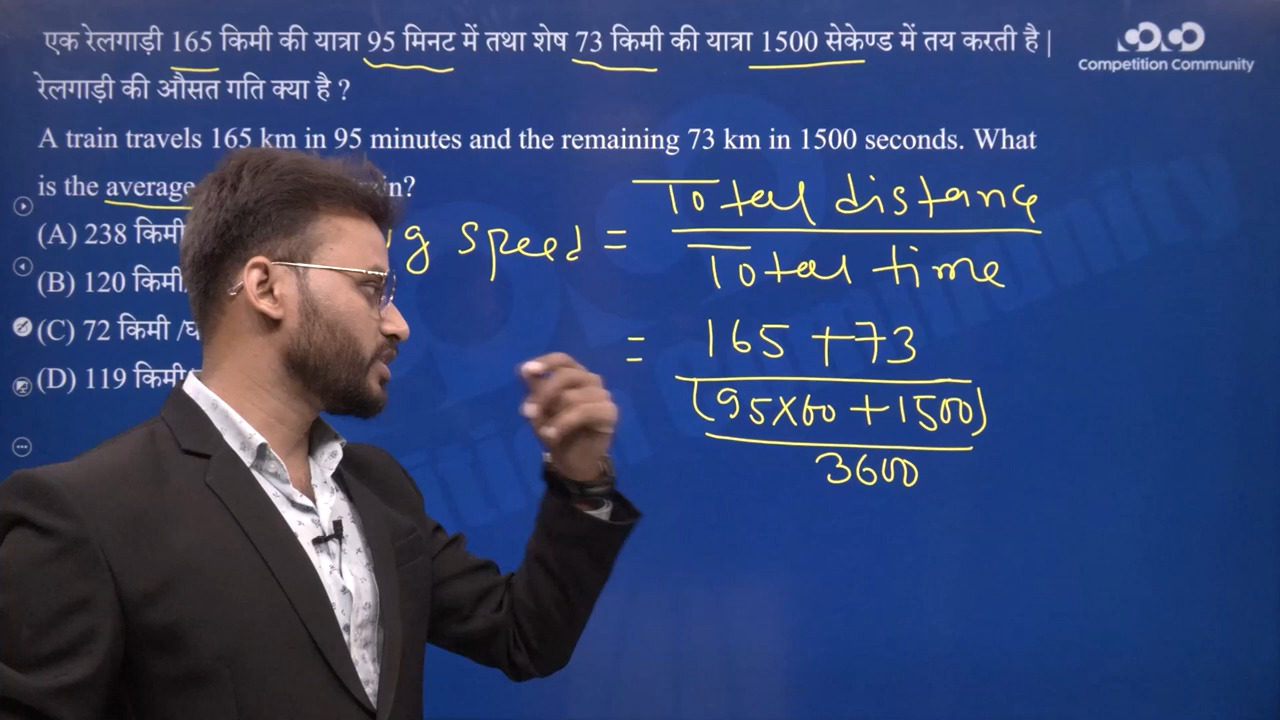 एक रेलगाड़ी 165 किमी की यात्रा 95 मिनट में तथा शेष 73 किमी की यात्रा 1500 सेकेण्ड में तय करती है |
Competition Community
रेलगाड़ी की औसत गति क्या है ?
A train travels 165 km in 95 minutes and the remaining 73 km in 1500 seconds. What
is the average
(A) 238 किमी
(B) 120 किमी
(C) 72 किमी /घ
(D) 119 किमी
speed = Total distance
Total time
= 165 + 73
(95×60 + 1500)
3600